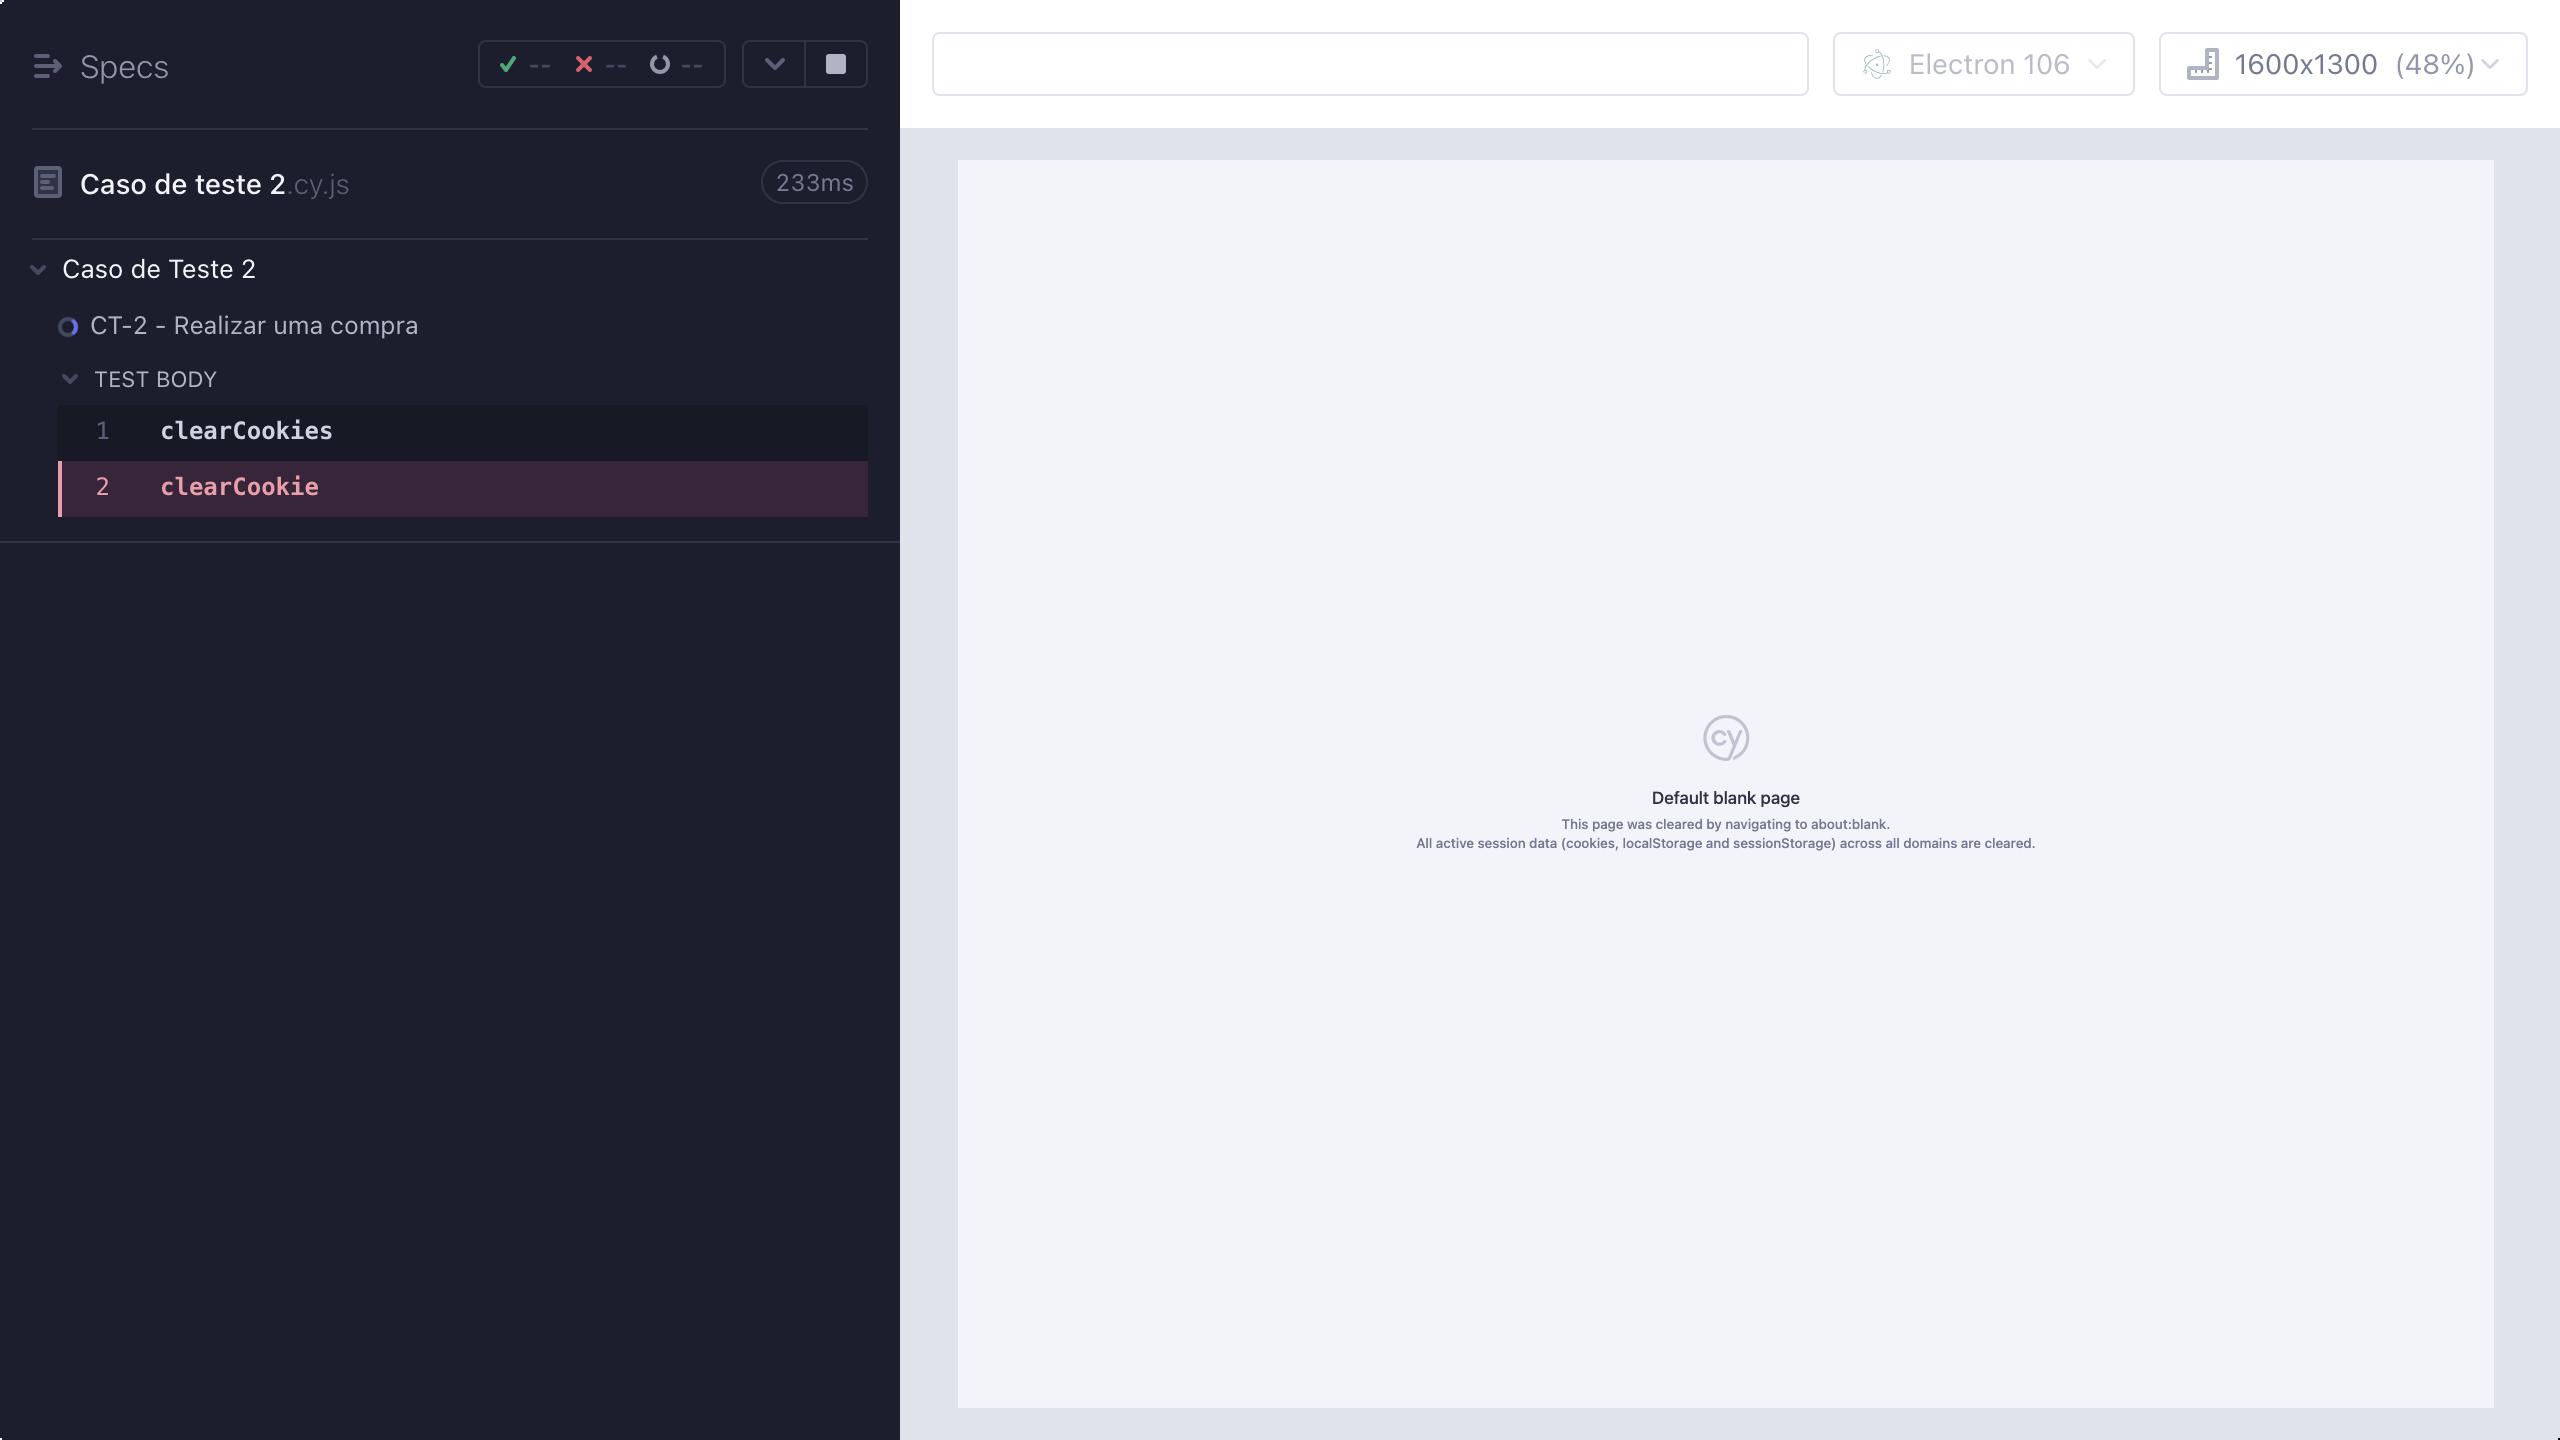 Specs
-- -- --
Caso de teste 2.cy.js
233ms
Caso de Teste 2
CT-2 - Realizar uma compra
TEST BODY
1 clearCookies
2 clearCookie
Electron 106
1600x1300 (48%)
cy
Default blank page
This page was cleared by navigating to about:blank.
All active session data (cookies, localStorage and sessionStorage) across all domains are cleared.